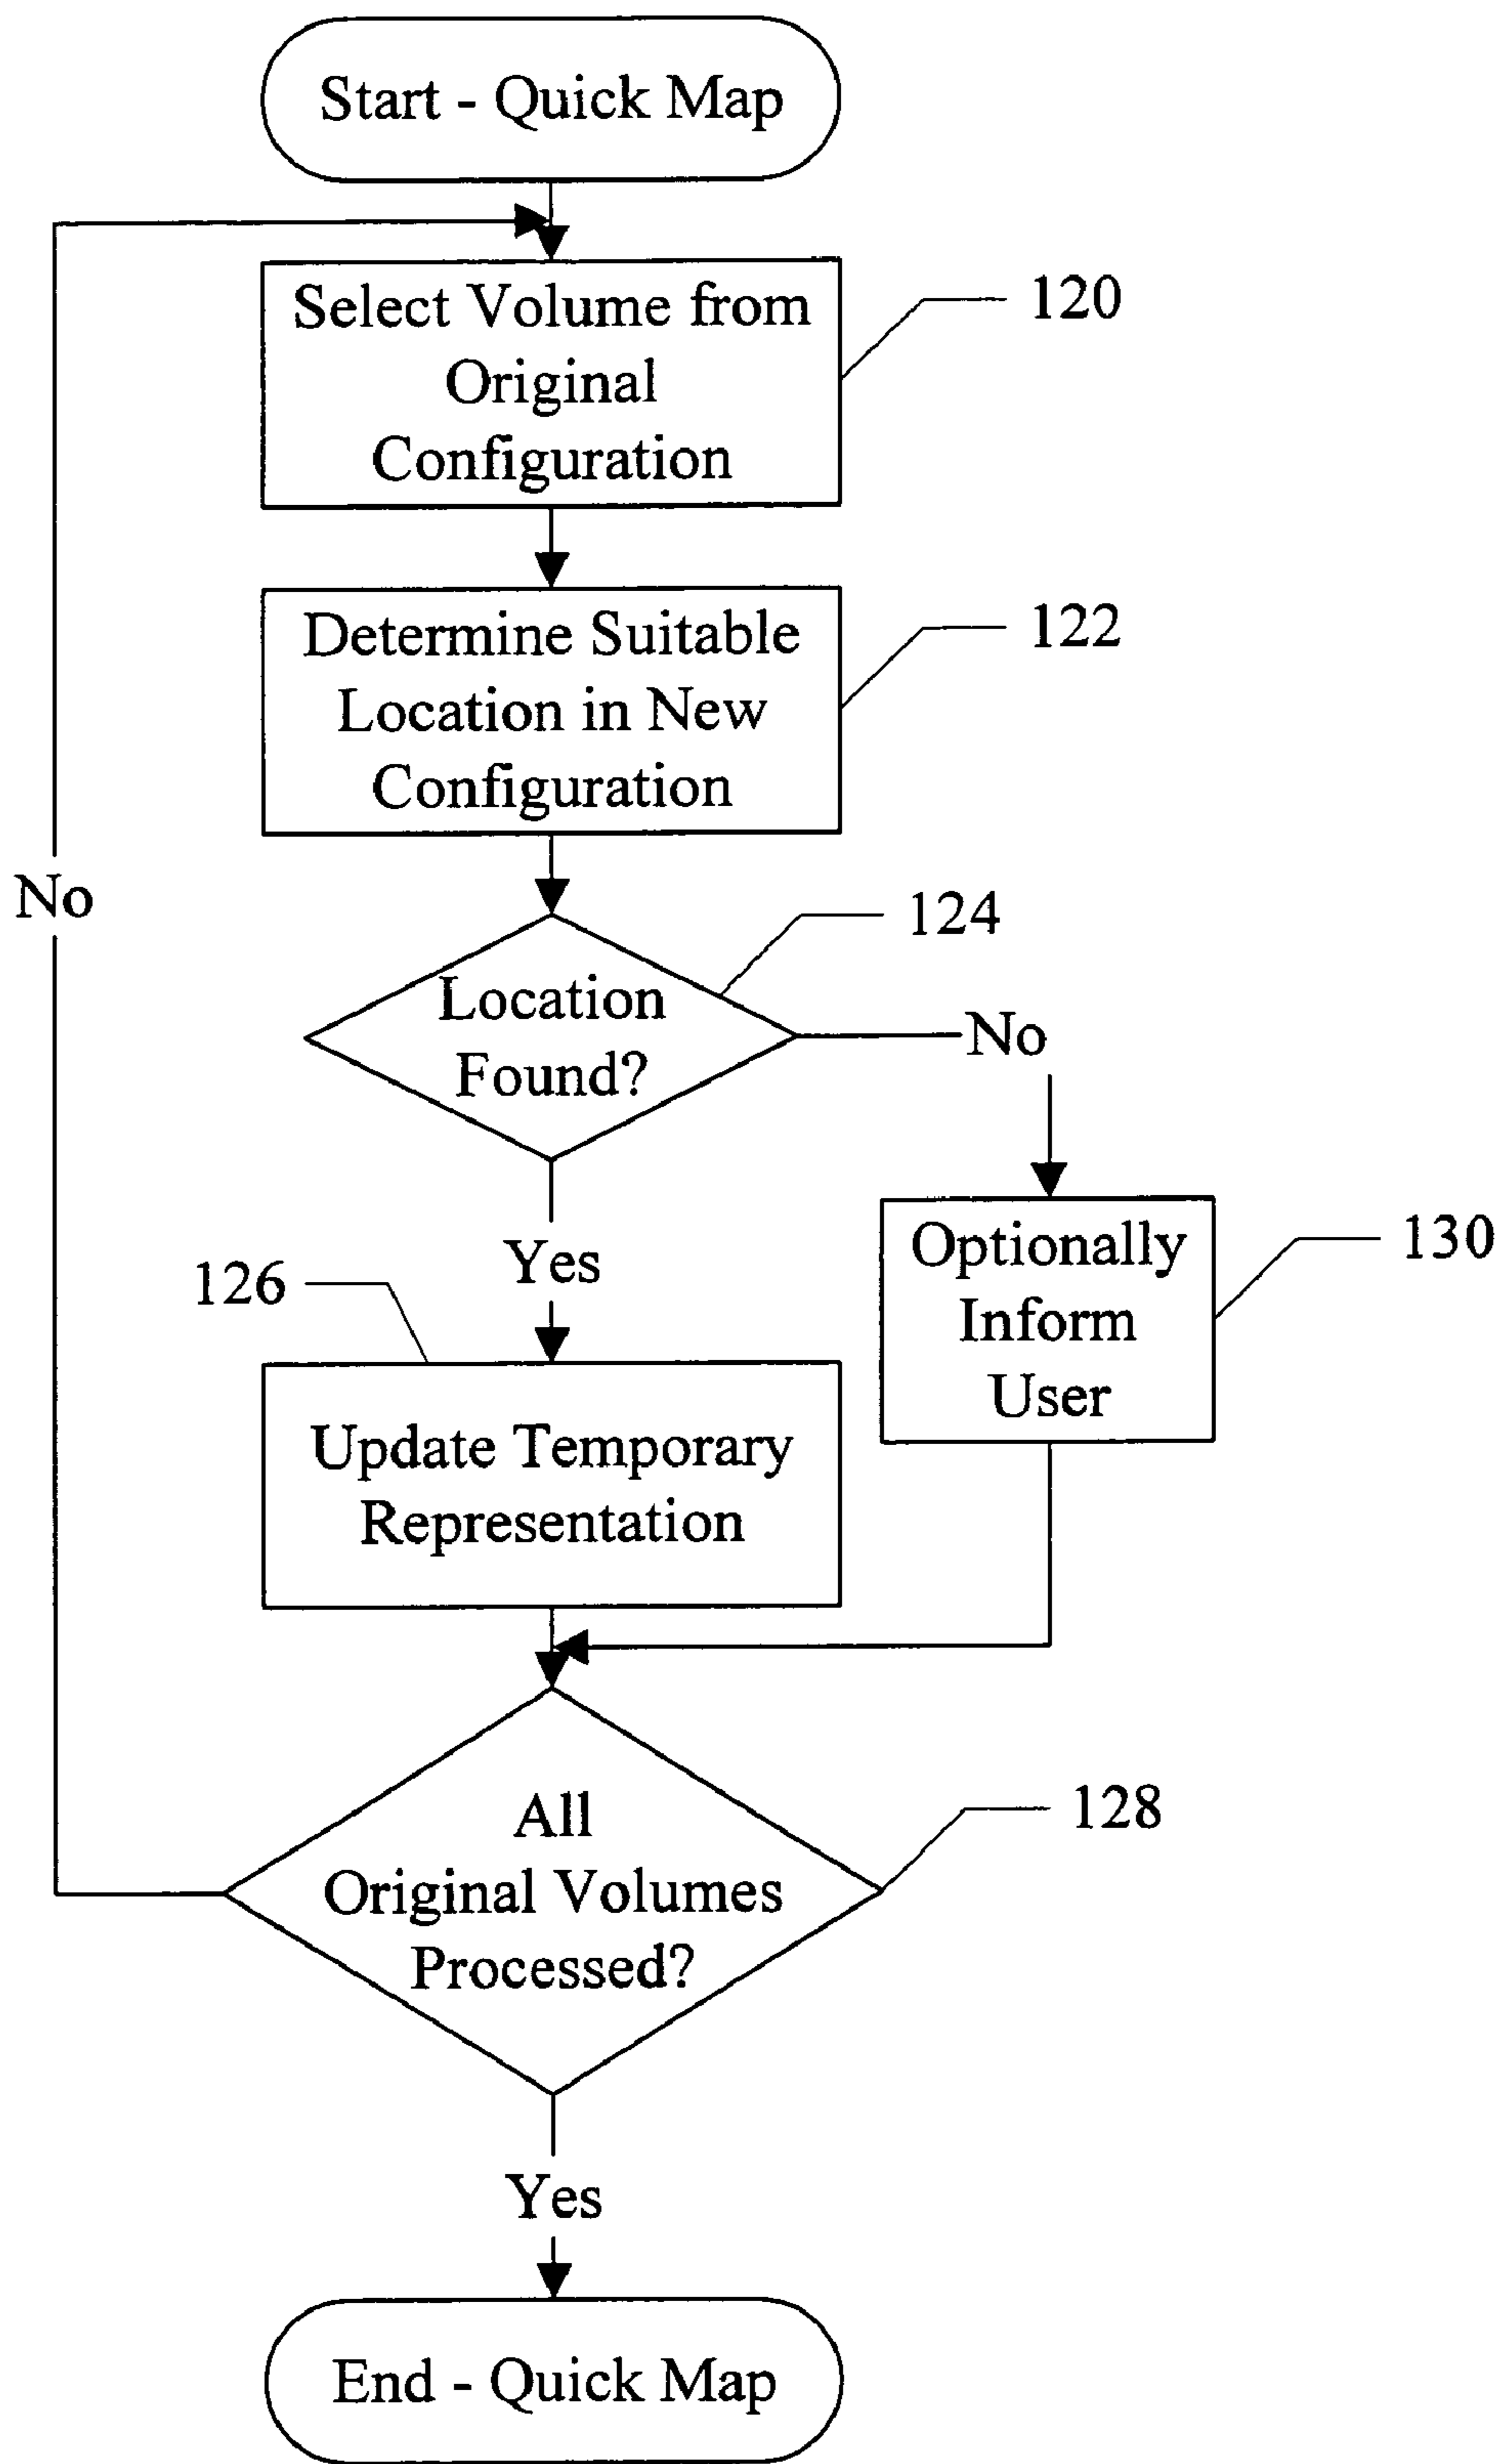 Start - Quick Map
Select Volume from
Original
Configuration
120
Determine Suitable
Location in New
Configuration
122
No
124
Location
Found?
No
Yes
126
Optionally
Inform
User
130
Update Temporary
Representation
All
Original Volumes
Processed?
128
Yes
End - Quick Map